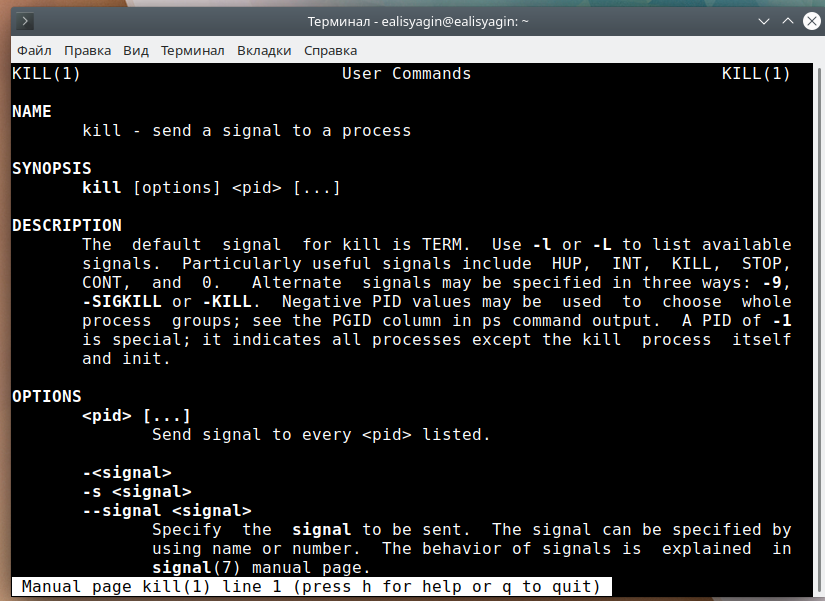 Терминал - ealisyagin@ealisyagin: ~
Файл Правка Вид Терминал Вкладки Справка
KILL(1) User Commands KILL(1)
NAME
kill - send a signal to a process
SYNOPSIS
kill [options] <pid> [...]
DESCRIPTION
The default signal for kill is TERM. Use -l or -L to list available
signals. Particularly useful signals include HUP, INT, KILL, STOP,
CONT, and 0. Alternate signals may be specified in three ways: -9,
-SIGKILL or -KILL. Negative PID values may be used to choose whole
process groups; see the PGID column in ps command output. A PID of -1
is special; it indicates all processes except the kill process itself
and init.
OPTIONS
<pid> [...]
Send signal to every <pid> listed.
-<signal>
-s <signal>
--signal <signal>
Specify the signal to be sent. The signal can be specified by
using name or number. The behavior of signals is explained in
signal(7) manual page.
Manual page kill(1) line 1 (press h for help or q to quit)